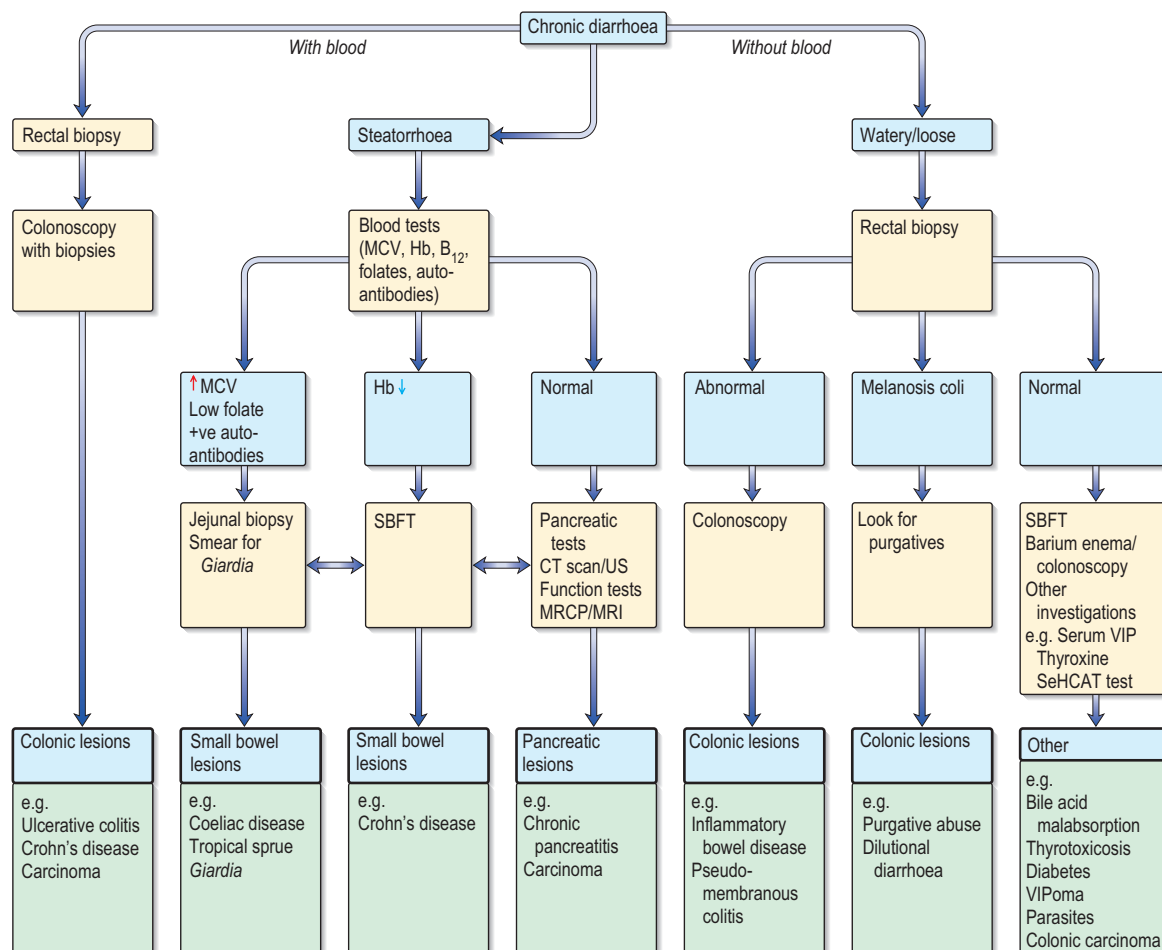 Chronic diarrhoea
With blood
Without blood
Rectal biopsy
Steatorrhoea
Watery/loose
Colonoscopy
with biopsies
Blood tests
(MCV, Hb, B12,
folates, auto-
antibodies)
Rectal biopsy
↑MCV
Low folate
+ve auto-
antibodies
Hb↓
Normal
Abnormal
Melanosis coli
Normal
Jejunal biopsy
Smear for
Giardia
SBFT
Pancreatic
tests
CT scan/US
Function tests
MRCP/MRI
Colonoscopy
Look for
purgatives
SBFT
Barium enema/
colonoscopy
Other
investigations
e.g. Serum VIP
Thyroxine
SeHCAT test
Colonic lesions
e.g.
Ulcerative colitis
Crohn's disease
Carcinoma
Small bowel
lesions
e.g.
Coeliac disease
Tropical sprue
Giardia
Small bowel
lesions
e.g.
Crohn's disease
Pancreatic
lesions
e.g.
Chronic
pancreatitis
Carcinoma
Colonic lesions
e.g.
Inflammatory
bowel disease
Pseudo-
membranous
colitis
Colonic lesions
e.g.
Purgative abuse
Dilutional
diarrhoea
Other
e.g.
Bile acid
malabsorption
Thyrotoxicosis
Diabetes
VIPoma
Parasites
Colonic carcinoma